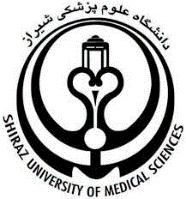 دانشگاه علوم پزشکی شیراز
SHIRAZ UNIVERSITY OF MEDICAL SCIENCES